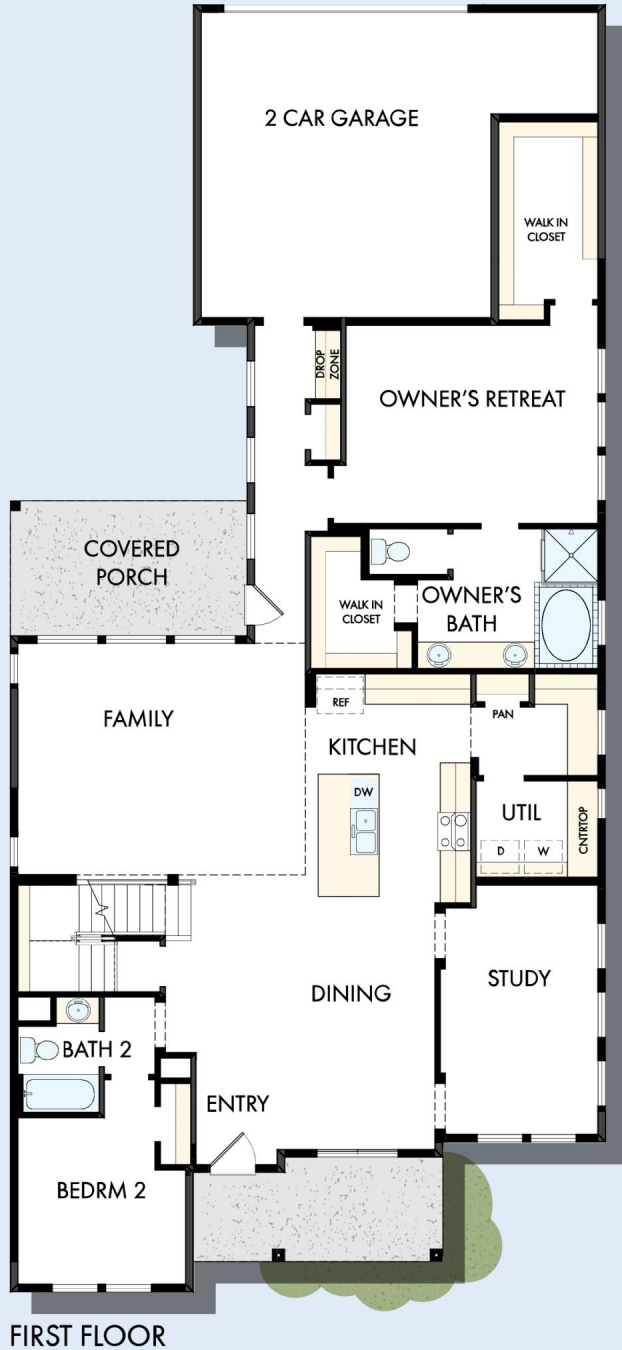 2 CAR GARAGE
WALK IN
CLOSET
DROP
ZONE
OWNER'S RETREAT
COVERED
PORCH
WALK IN
CLOSET
OWNER'S
BATH
FAMILY
REF
PAN
KITCHEN
DW
UTIL
CNTRTOP
D
W
DINING
STUDY
BATH 2
ENTRY
BEDRM 2
FIRST FLOOR